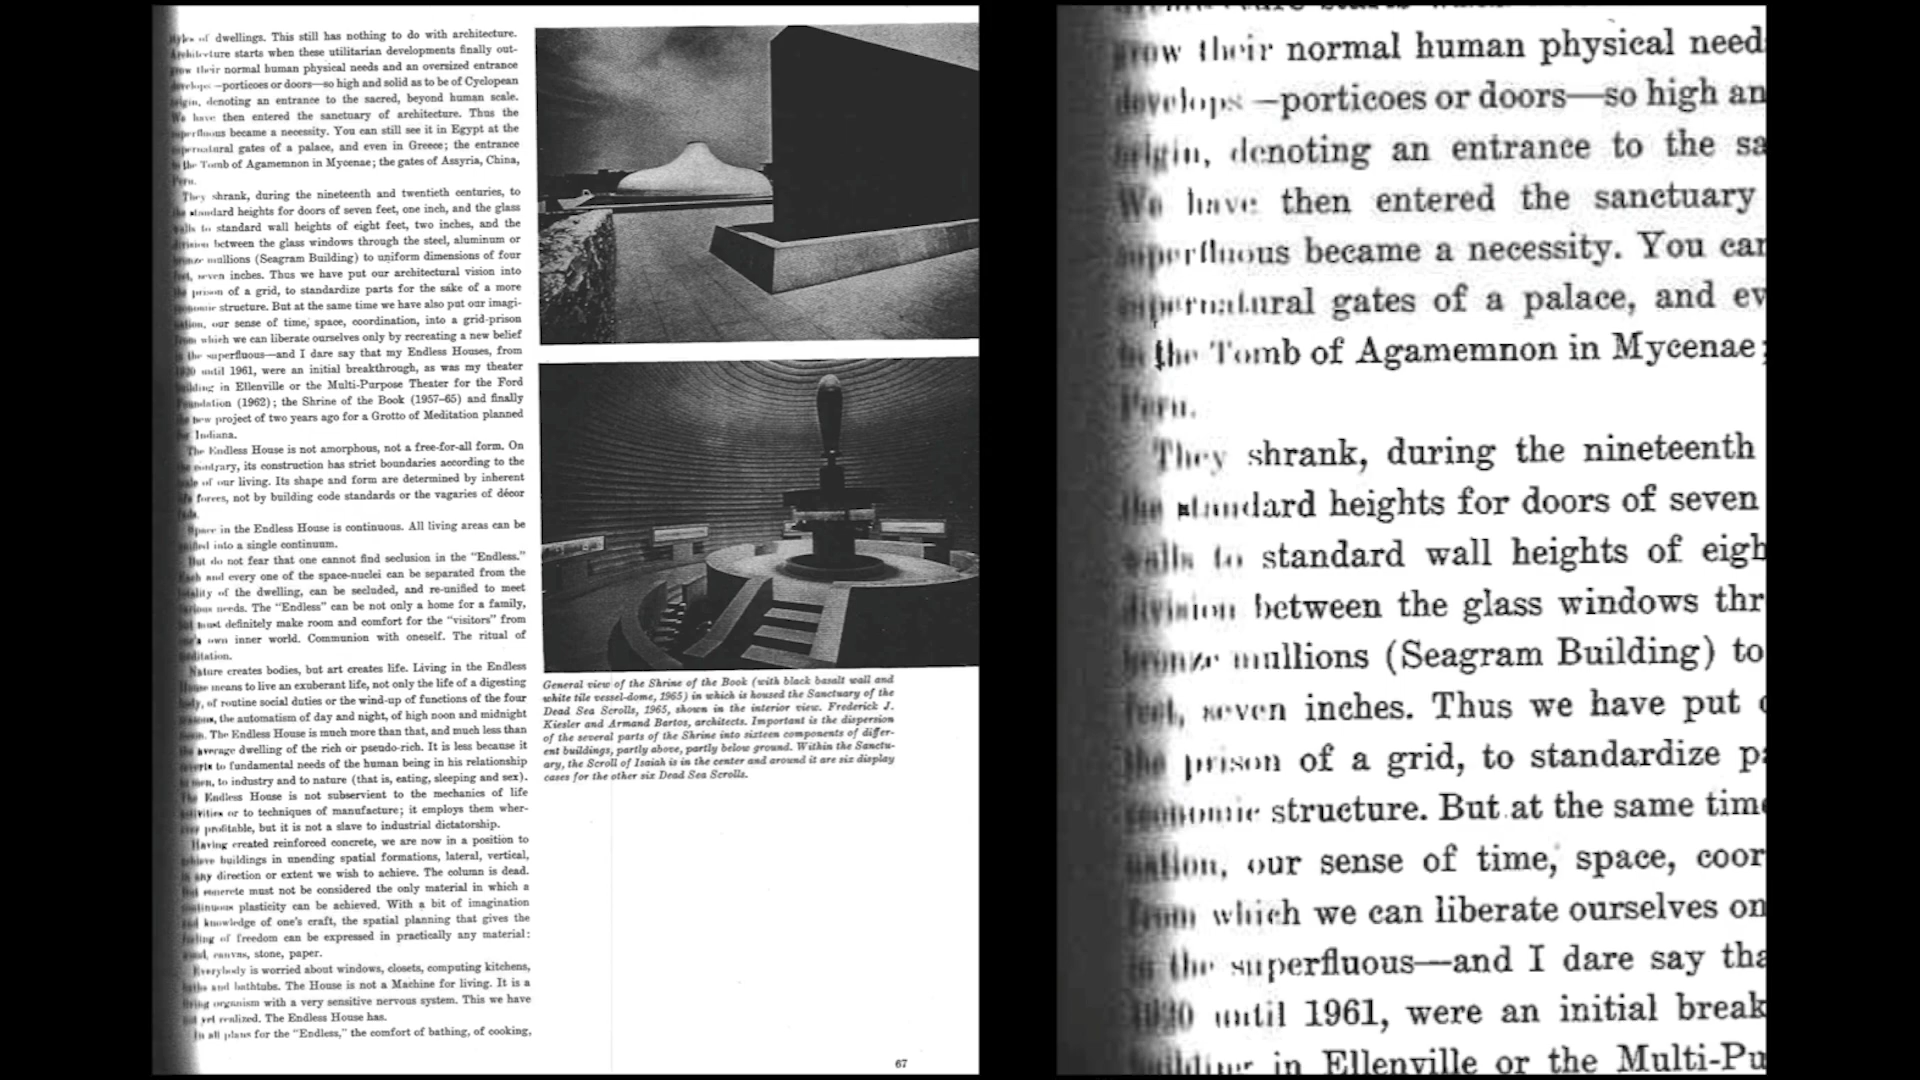 of dwellings. This still has nothing to do with architecture.
Architecture starts when these utilitarian developments finally out-
grow their normal human physical needs and an oversized entrance
develops—porticoes or doors—so high and solid as to be of Cyclopean
origin, denoting an entrance to the sacred, beyond human scale.
We have then entered the sanctuary of architecture. Thus the
superfluous became a necessity. You can still see it in Egypt at the
supernatural gates of a palace, and even in Greece; the entrance
the Tomb of Agamemnon in Mycenae; the gates of Assyria, China,
Peru.
They shrank, during the nineteenth and twentieth centuries, to
the standard heights for doors of seven feet, one inch, and the glass
walls to standard wall heights of eight feet, two inches, and the
division between the glass windows through the steel, aluminum or
bronze mullions (Seagram Building) to uniform dimensions of four
feet, seven inches. Thus we have put our architectural vision into
the prison of a grid, to standardize parts for the sake of a more
economic structure. But at the same time we have also put our imagi-
nation, our sense of time, space, coordination, into a grid-prison
from which we can liberate ourselves only by recreating a new belief
in the superfluous—and I dare say that my Endless Houses, from
until 1961, were an initial breakthrough, as was my theater
building in Ellenville or the Multi-Purpose Theater for the Ford
Foundation (1962); the Shrine of the Book (1957–65) and finally
the new project of two years ago for a Grotto of Meditation planned
for Indiana.
The Endless House is not amorphous, not a free-for-all form. On
the contrary, its construction has strict boundaries according to the
scale of our living. Its shape and form are determined by inherent
life forces, not by building code standards or the vagaries of décor
fads.
Space in the Endless House is continuous. All living areas can be
unified into a single continuum.
But do not fear that one cannot find seclusion in the “Endless.”
Each and every one of the space-nuclei can be separated from the
totality of the dwelling, can be secluded, and re-unified to meet
various needs. The “Endless” can be not only a home for a family,
but must definitely make room and comfort for the “visitors” from
one's own inner world. Communion with oneself. The ritual of
meditation.
Nature creates bodies, but art creates life. Living in the Endless
House means to live an exuberant life, not only the life of a digesting
body, of routine social duties or the wind-up of functions of the four
seasons, the automatism of day and night, of high noon and midnight
moon. The Endless House is much more than that, and much less than
the average dwelling of the rich or pseudo-rich. It is less because it
reverts to fundamental needs of the human being in his relationship
to men, to industry and to nature (that is, eating, sleeping and sex).
The Endless House is not subservient to the mechanics of life
activities or to techniques of manufacture; it employs them wher-
ever profitable, but it is not a slave to industrial dictatorship.
Having created reinforced concrete, we are now in a position to
achieve buildings in unending spatial formations, lateral, vertical,
in any direction or extent we wish to achieve. The column is dead.
But concrete must not be considered the only material in which a
continuous plasticity can be achieved. With a bit of imagination
and knowledge of one's craft, the spatial planning that gives the
feeling of freedom can be expressed in practically any material:
wood, canvas, stone, paper.
Everybody is worried about windows, closets, computing kitchens,
baths and bathtubs. The House is not a Machine for living. It is a
living organism with a very sensitive nervous system. This we have
not yet realized. The Endless House has.
In all plans for the “Endless,” the comfort of bathing, of cooking,
General view of the Shrine of the Book (with black basalt wall and
white tile vessel-dome, 1965) in which is housed the Sanctuary of the
Dead Sea Scrolls, 1965, shown in the interior view. Frederick J.
Kiesler and Armand Bartos, architects. Important is the dispersion
of the several parts of the Shrine into sixteen components of differ-
ent buildings, partly above, partly below ground. Within the Sanctu-
ary, the Scroll of Isaiah is in the center and around it are six display
cases for the other six Dead Sea Scrolls.
67
grow their normal human physical need
develops—porticoes or doors—so high an
origin, denoting an entrance to the sa
We have then entered the sanctuary
superfluous became a necessity. You can
supernatural gates of a palace, and ev
the Tomb of Agamemnon in Mycenae;
Peru.
They shrank, during the nineteenth
the standard heights for doors of seven
walls to standard wall heights of eigh
division between the glass windows thr
bronze mullions (Seagram Building) to
feet, seven inches. Thus we have put
the prison of a grid, to standardize pa
economic structure. But at the same time
nation, our sense of time, space, coor
from which we can liberate ourselves on
in the superfluous—and I dare say tha
until 1961, were an initial break
building in Ellenville or the Multi-Pu